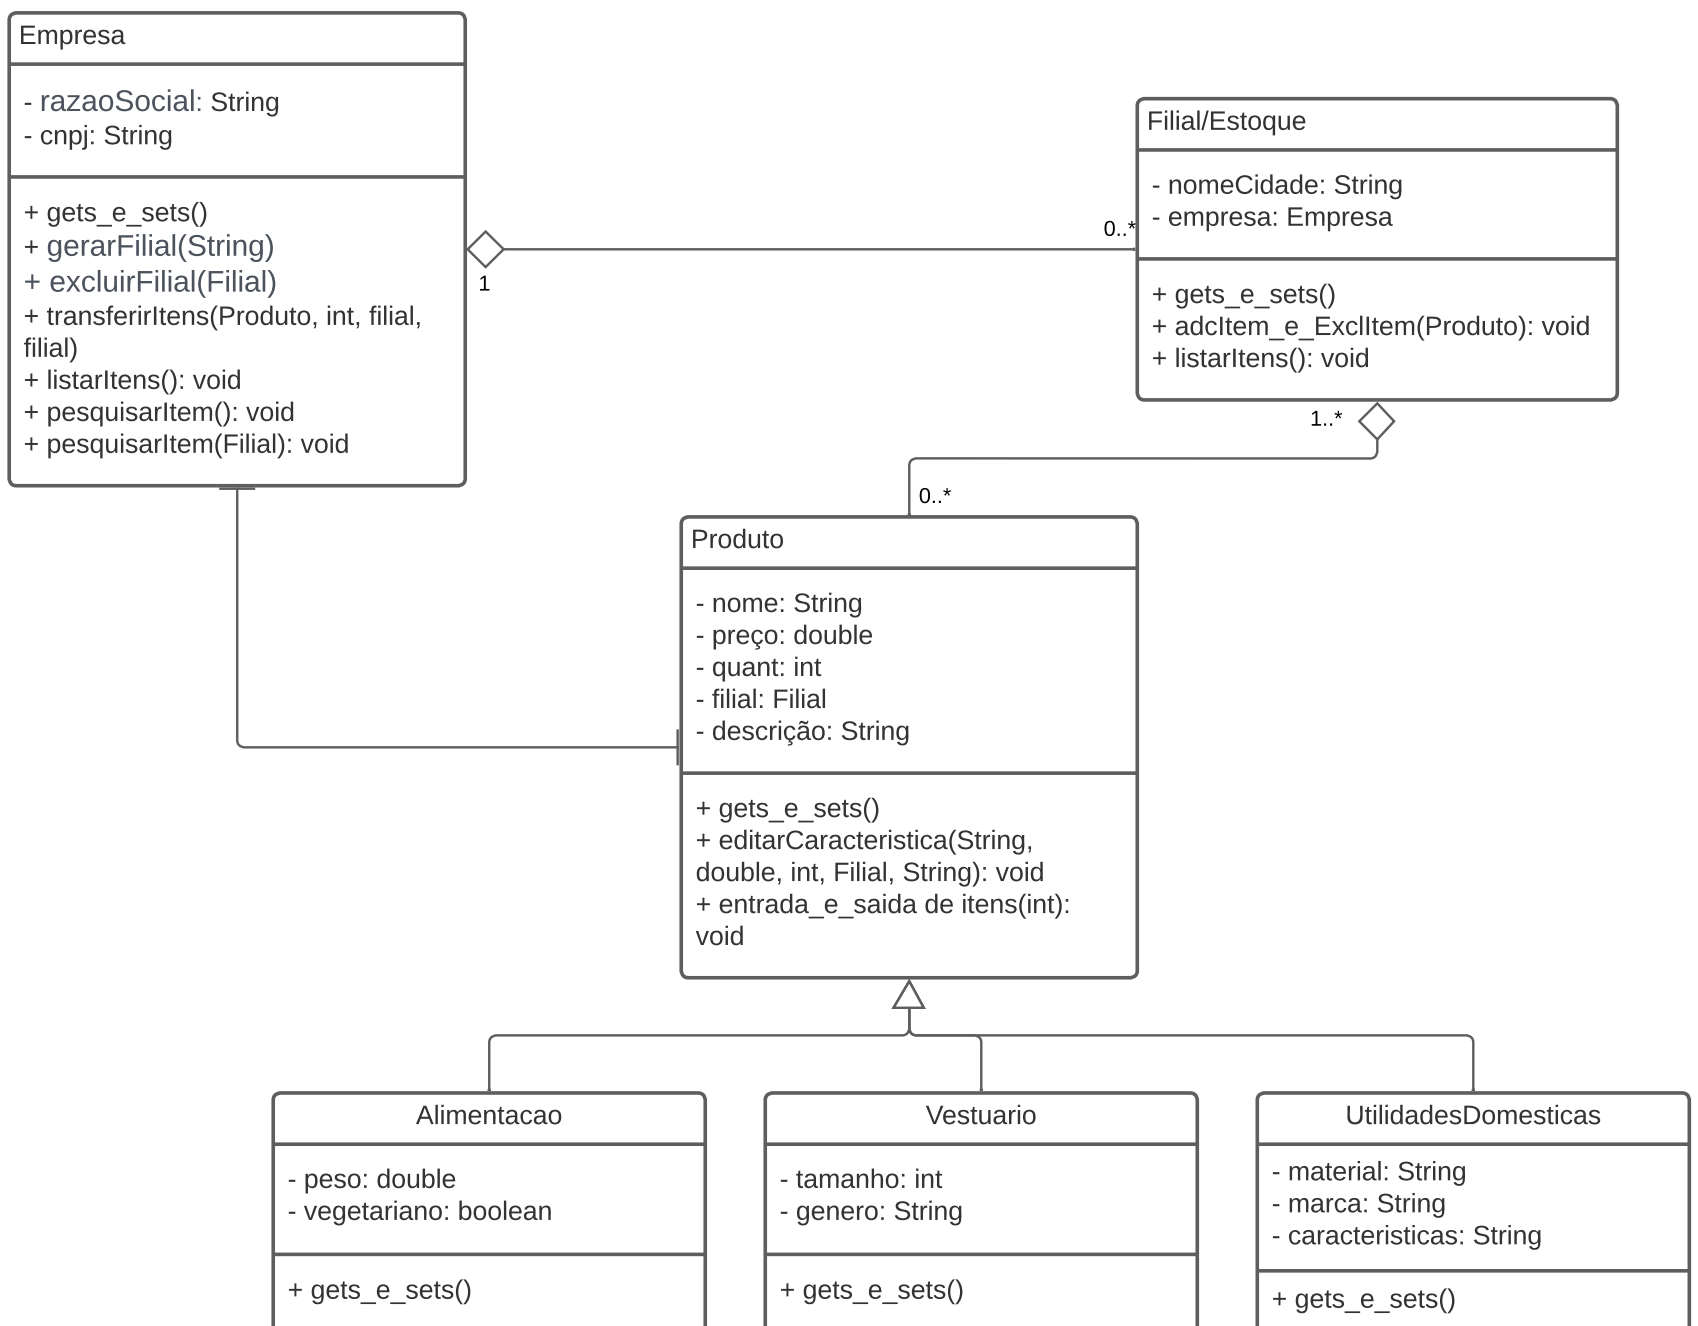 Empresa
- razaoSocial: String
- cnpj: String
+ gets_e_sets()
+ gerarFilial(String)
+ excluirFilial(Filial)
+ transferirItens(Produto, int, filial,
filial)
+ listarItens(): void
+ pesquisarItem(): void
+ pesquisarItem(Filial): void
1
0..*
Filial/Estoque
- nomeCidade: String
- empresa: Empresa
+ gets_e_sets()
+ adcItem_e_ExclItem(Produto): void
+ listarItens(): void
1..*
0..*
Produto
- nome: String
- preço: double
- quant: int
- filial: Filial
- descrição: String
+ gets_e_sets()
+ editarCaracteristica(String,
double, int, Filial, String): void
+ entrada_e_saida de itens(int):
void
Alimentacao
- peso: double
- vegetariano: boolean
+ gets_e_sets()
Vestuario
- tamanho: int
- genero: String
+ gets_e_sets()
UtilidadesDomesticas
- material: String
- marca: String
- caracteristicas: String
+ gets_e_sets()